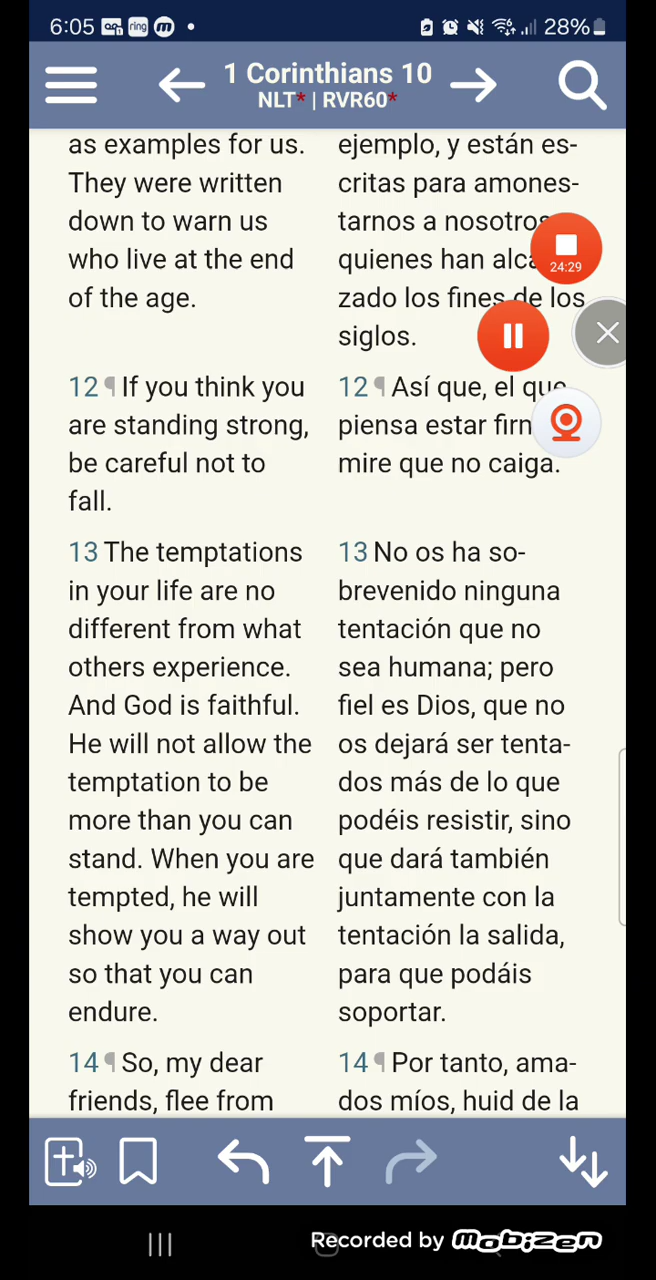 6:05 ring 28%
1 Corinthians 10
NLT* | RVR60*
as examples for us.
They were written
down to warn us
who live at the end
of the age.
12 ¶ If you think you
are standing strong,
be careful not to
fall.
13 The temptations
in your life are no
different from what
others experience.
And God is faithful.
He will not allow the
temptation to be
more than you can
stand. When you are
tempted, he will
show you a way out
so that you can
endure.
14 ¶ So, my dear
friends, flee from
ejemplo, y están es-
critas para amones-
tarnos a nosotros
quienes han alca
zado los fines de los
siglos.
12 ¶ Así que, el que
piensa estar firm
mire que no caiga.
13 No os ha so-
brevenido ninguna
tentación que no
sea humana; pero
fiel es Dios, que no
os dejará ser tenta-
dos más de lo que
podéis resistir, sino
que dará también
juntamente con la
tentación la salida,
para que podáis
soportar.
14 ¶ Por tanto, ama-
dos míos, huid de la
24:29
Recorded by mobizen